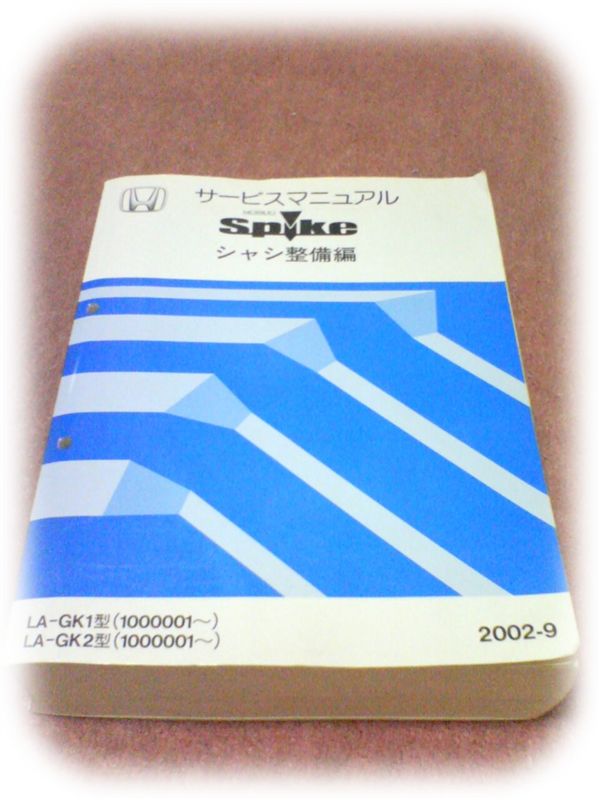 サービスマニュアル
MOBILIO
Spike
シャシ整備編
LA-GK1型(1000001～)
LA-GK2型(1000001～)
2002-9